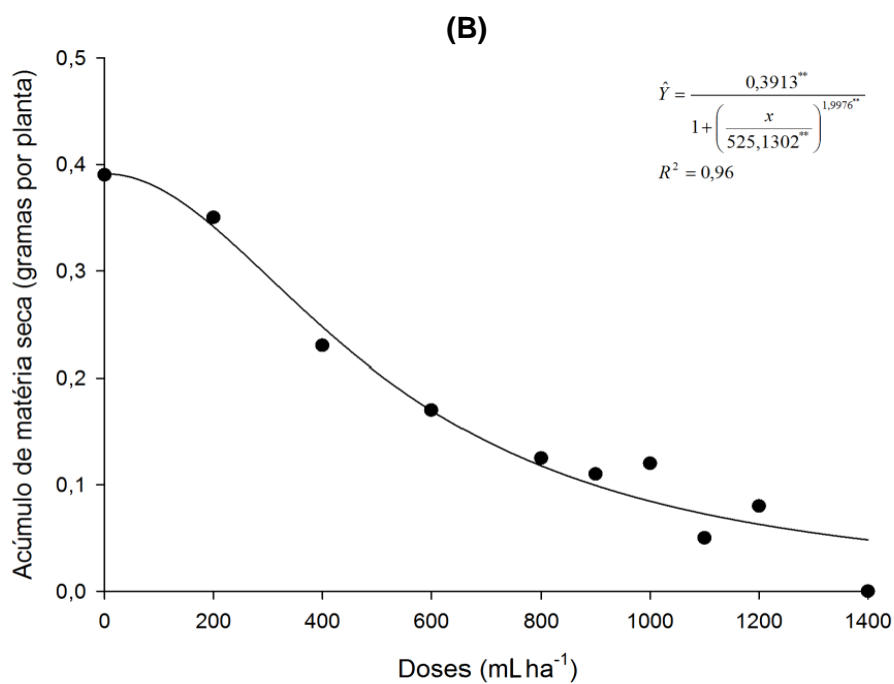 (B)
0,5
0,4
0,3
0,2
0,1
0,0
Acúmulo de matéria seca (gramas por planta)
Ŷ = 0,3913** / 1 + (x / 525,1302**)^1,9976**
R² = 0,96
0 200 400 600 800 1000 1200 1400
Doses (mL ha⁻¹)